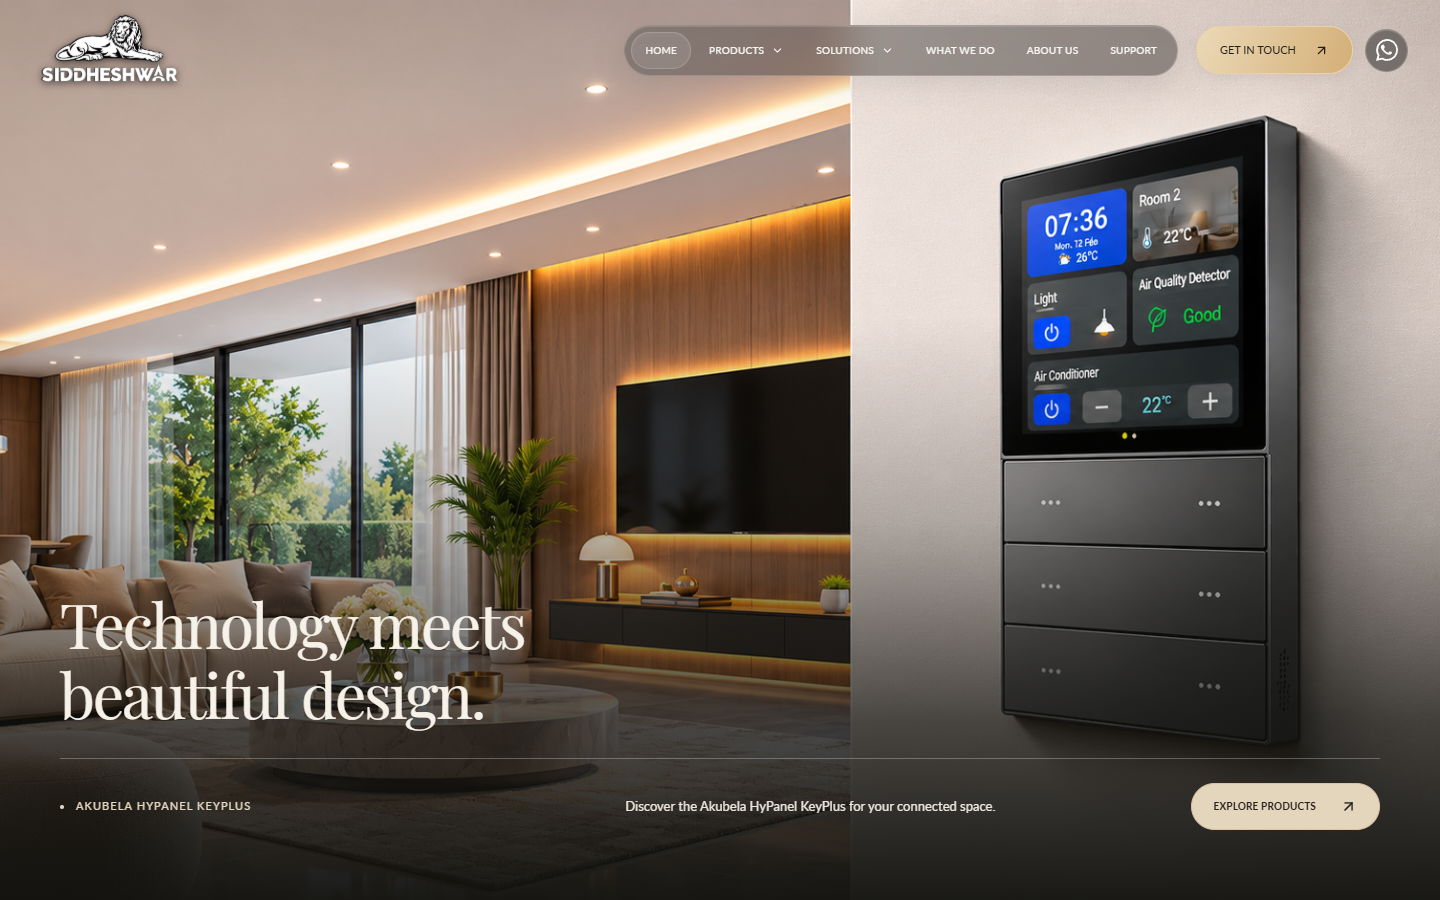 SIDDHESHWAR
HOME
PRODUCTS
SOLUTIONS
WHAT WE DO
ABOUT US
SUPPORT
GET IN TOUCH
07:36
Mon. 12 Feb
26°C
Room 2
22°C
Light
Air Quality Detector
Good
Air Conditioner
22°C
Technology meets
beautiful design.
AKUBELA HYPANEL KEYPLUS
Discover the Akubela HyPanel KeyPlus for your connected space.
EXPLORE PRODUCTS